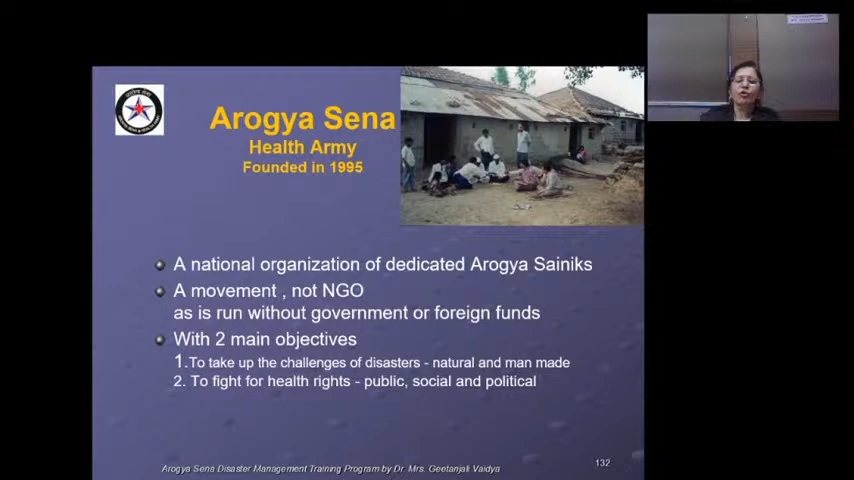 Arogya Sena
Health Army
Founded in 1995
A national organization of dedicated Arogya Sainiks
A movement , not NGO
as is run without government or foreign funds
With 2 main objectives
1.To take up the challenges of disasters - natural and man made
2. To fight for health rights - public, social and political
Arogya Sena Disaster Management Training Program by Dr. Mrs. Geetanjali Vaidya
132